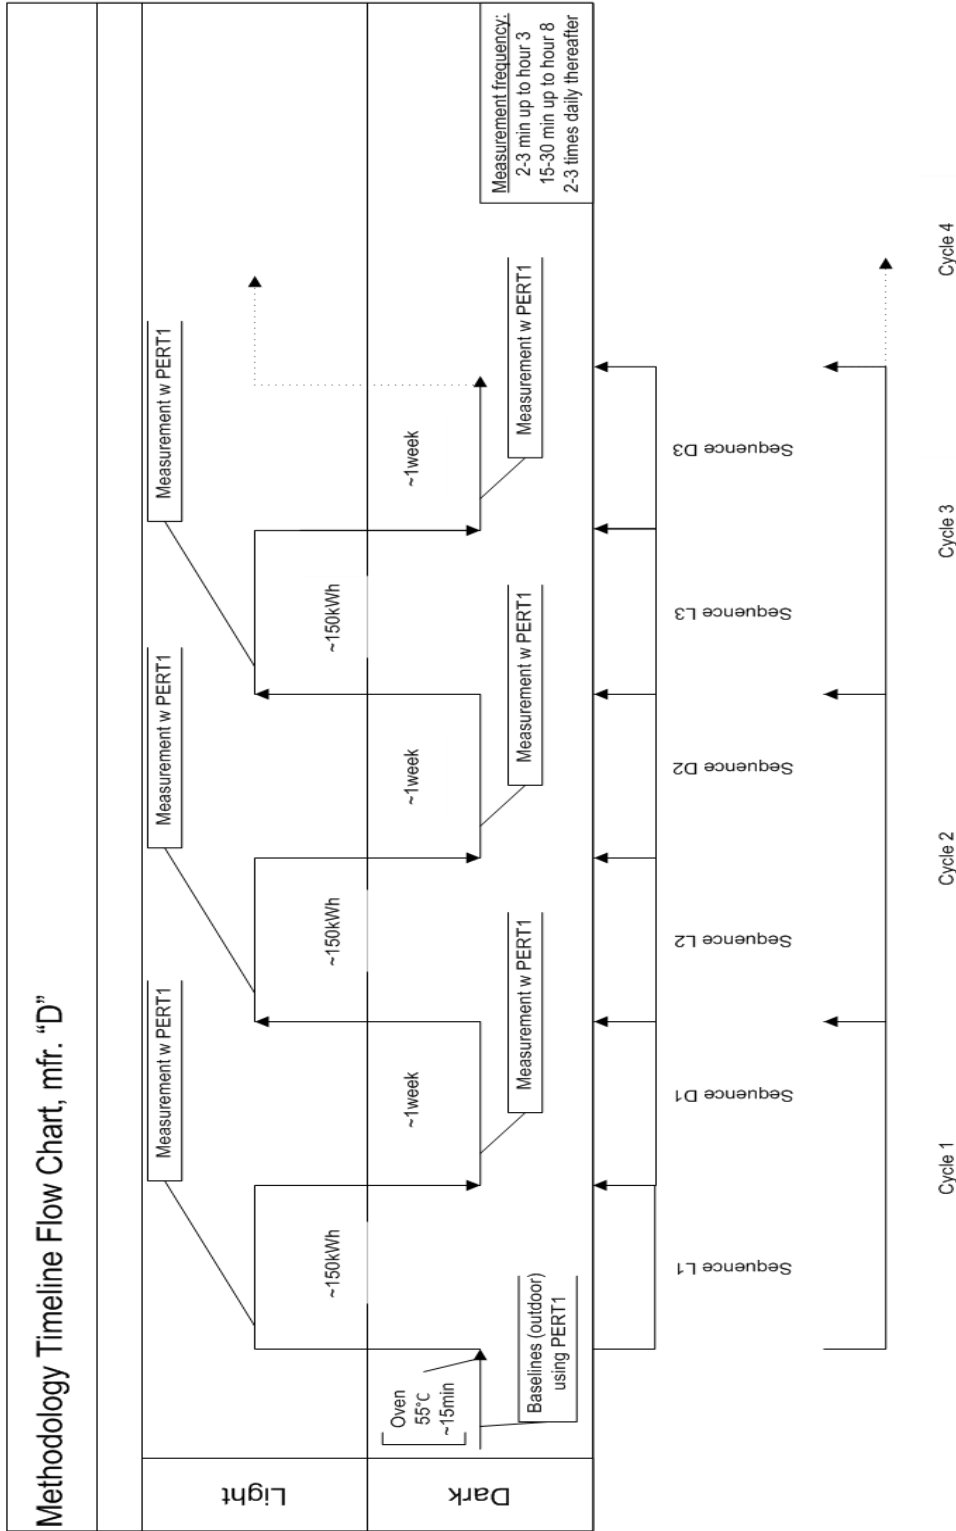 Methodology Timeline Flow Chart, mfr. “D”
Light
Measurement w PERT1
Measurement w PERT1
Measurement w PERT1
~150kWh
~150kWh
~150kWh
Dark
Oven
55°C
~15min
~1week
~1week
~1week
Baselines (outdoor)
using PERT1
Measurement w PERT1
Measurement w PERT1
Measurement w PERT1
Measurement frequency:
2-3 min up to hour 3
15-30 min up to hour 8
2-3 times daily thereafter
Sequence L1
Sequence D1
Sequence L2
Sequence D2
Sequence L3
Sequence D3
Cycle 1
Cycle 2
Cycle 3
Cycle 4